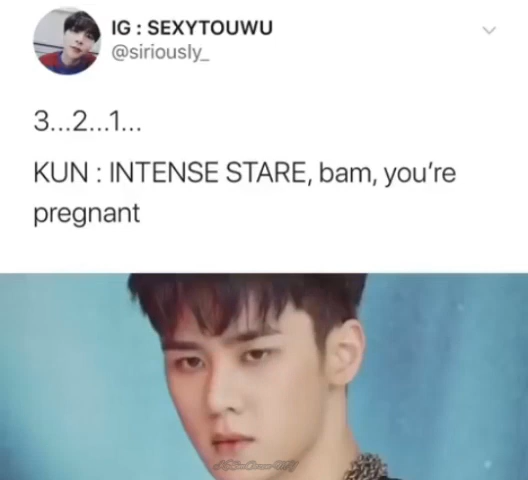 IG : SEXYTOUWU
@siriously_
3...2...1...
KUN : INTENSE STARE, bam, you're
pregnant